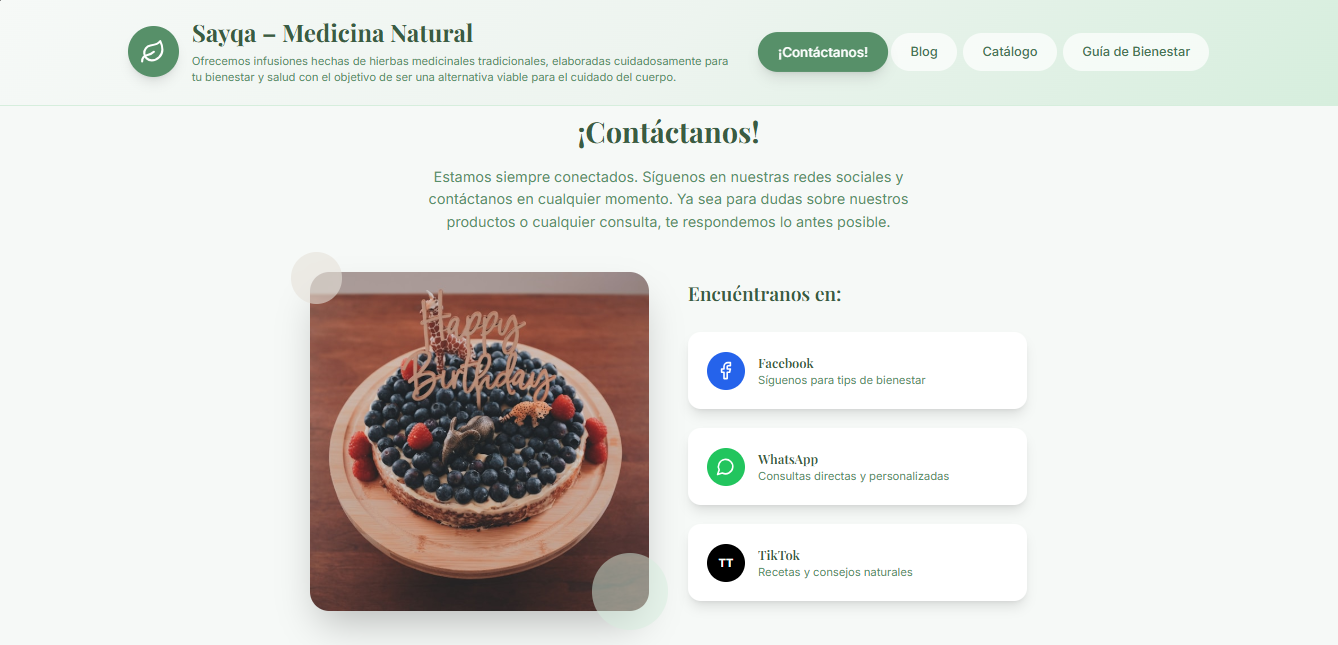 Sayqa – Medicina Natural
Ofrecemos infusiones hechas de hierbas medicinales tradicionales, elaboradas cuidadosamente para
tu bienestar y salud con el objetivo de ser una alternativa viable para el cuidado del cuerpo.
¡Contáctanos!
Blog
Catálogo
Guía de Bienestar
¡Contáctanos!
Estamos siempre conectados. Síguenos en nuestras redes sociales y
contáctanos en cualquier momento. Ya sea para dudas sobre nuestros
productos o cualquier consulta, te respondemos lo antes posible.
Happy
Birthday
Encuéntranos en:
Facebook
Síguenos para tips de bienestar
WhatsApp
Consultas directas y personalizadas
TT
TikTok
Recetas y consejos naturales